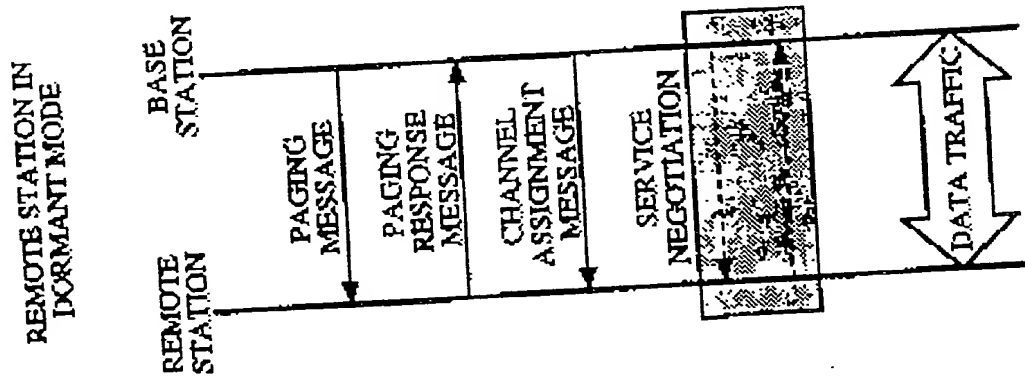 REMOTE STATION IN
DORMANT MODE
REMOTE
STATION
BASE
STATION
PAGING
MESSAGE
PAGING
RESPONSE
MESSAGE
CHANNEL
ASSIGNMENT
MESSAGE
SERVICE
NEGOTIATION
DATA TRAFFIC